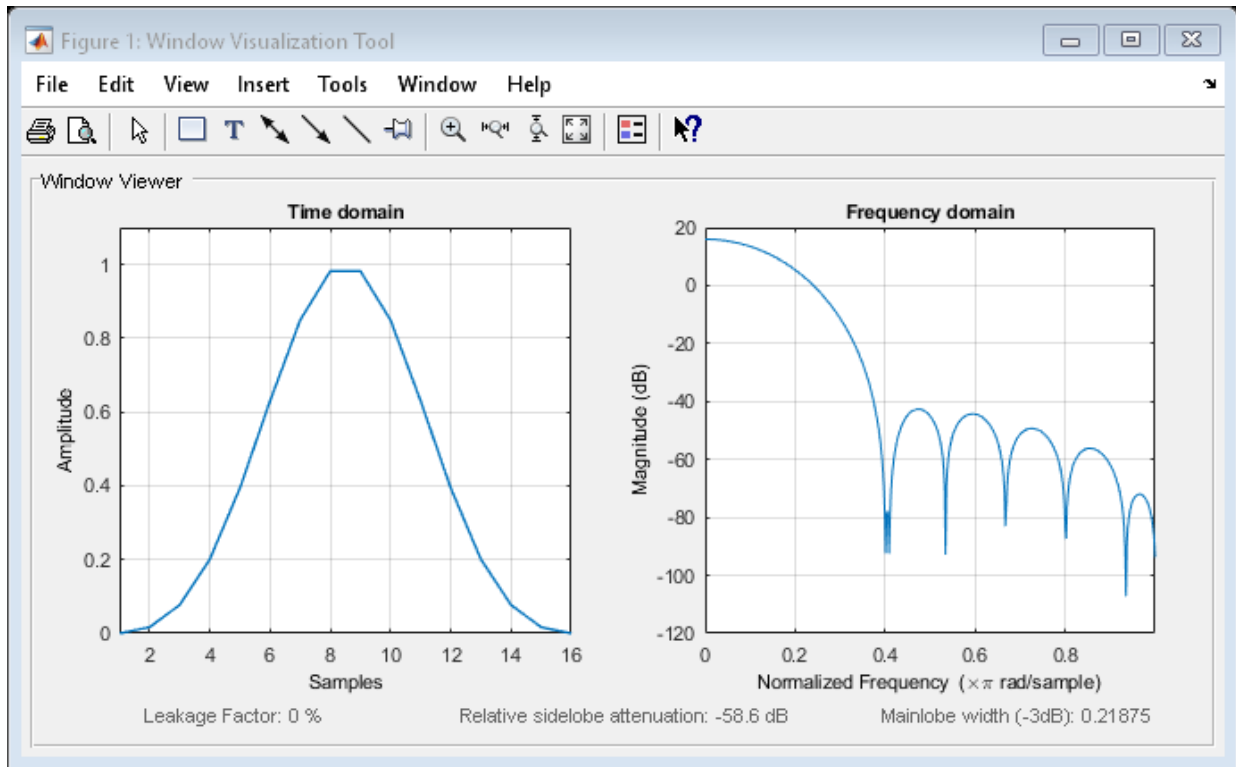 Figure 1: Window Visualization Tool
File Edit View Insert Tools Window Help
T ?
Window Viewer
Time domain
1
0.8
0.6
0.4
0.2
0
Amplitude
2 4 6 8 10 12 14 16
Samples
Frequency domain
20
0
-20
-40
-60
-80
-100
-120
Magnitude (dB)
0 0.2 0.4 0.6 0.8
Normalized Frequency (×π rad/sample)
Leakage Factor: 0 % Relative sidelobe attenuation: -58.6 dB Mainlobe width (-3dB): 0.21875